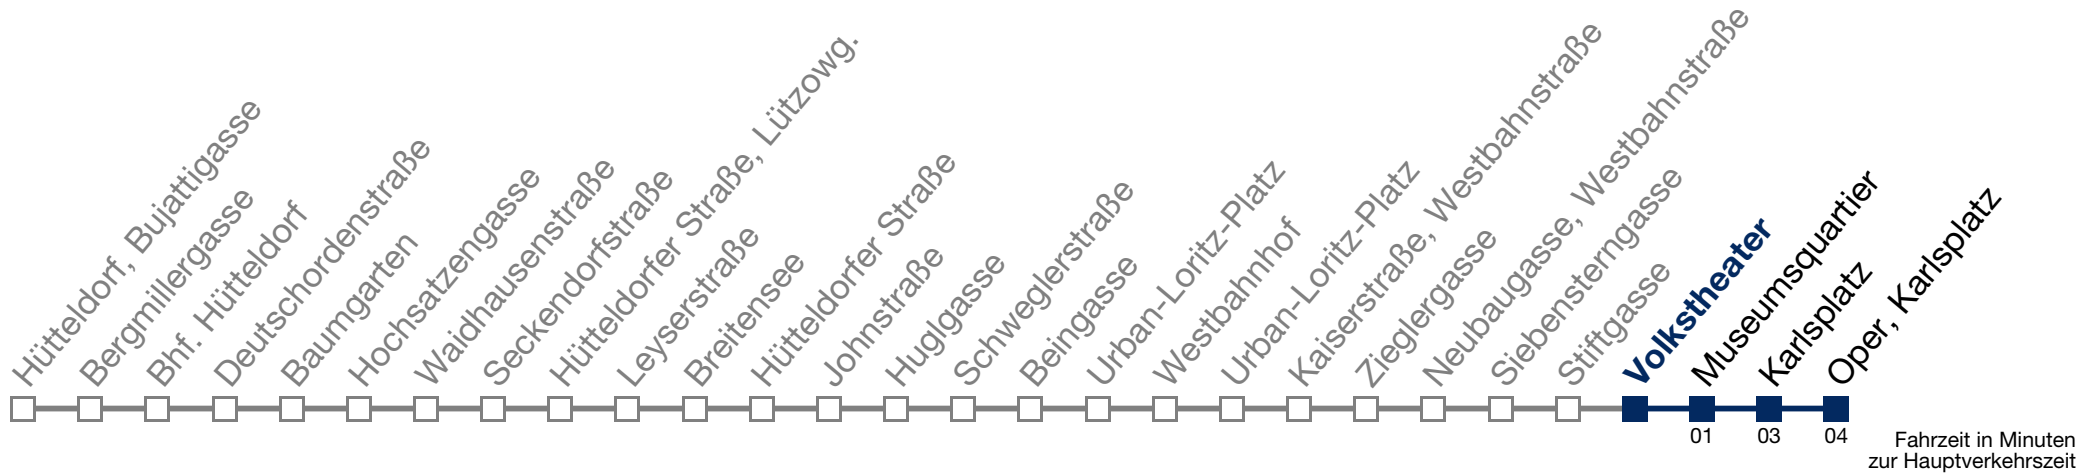 Hütteldorf, Bujattigasse
Bergmillergasse
Bhf. Hütteldorf
Deutschordenstraße
Baumgarten
Hochsatzengasse
Waidhausenstraße
Seckendorfstraße
Hütteldorfer Straße, Lützowg.
Leyserstraße
Breitensee
Hütteldorfer Straße
Johnstraße
Huglgasse
Schweglerstraße
Beingasse
Urban-Loritz-Platz
Westbahnhof
Urban-Loritz-Platz
Kaiserstraße, Westbahnstraße
Zieglergasse
Neubaugasse, Westbahnstraße
Siebensterngasse
Stiftgasse
Volkstheater
Museumsquartier
Karlsplatz
Oper, Karlsplatz
01 03 04
Fahrzeit in Minuten
zur Hauptverkehrszeit